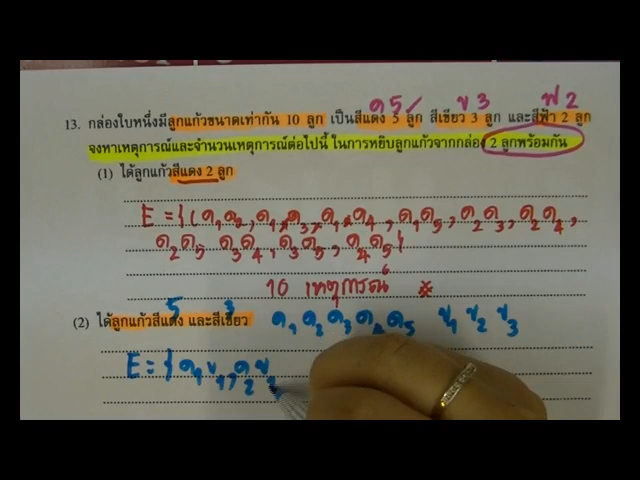 ด 5 ✓ ข 3 ฟ 2
13. กล่องใบหนึ่งมีลูกแก้วขนาดเท่ากัน 10 ลูก เป็นสีแดง 5 ลูก สีเขียว 3 ลูก และสีฟ้า 2 ลูก
จงหาเหตุการณ์และจำนวนเหตุการณ์ต่อไปนี้ ในการหยิบลูกแก้วจากกล่อง 2 ลูกพร้อมกัน
(1) ได้ลูกแก้วสีแดง 2 ลูก
E = { ด₁ด₂, ด₁ด₃, ด₁ด₄, ด₁ด₅, ด₂ด₃, ด₂ด₄,
ด₂ด₅ ด₃ด₄, ด₃ด₅, ด₄ด₅ }
10 เหตุการณ์
5 3
(2) ได้ลูกแก้วสีแดง และสีเขียว ด₁ ด₂ ด₃ ด₄ ด₅ ข₁ ข₂ ข₃
E = { ด₁ข₁, ด₂ข